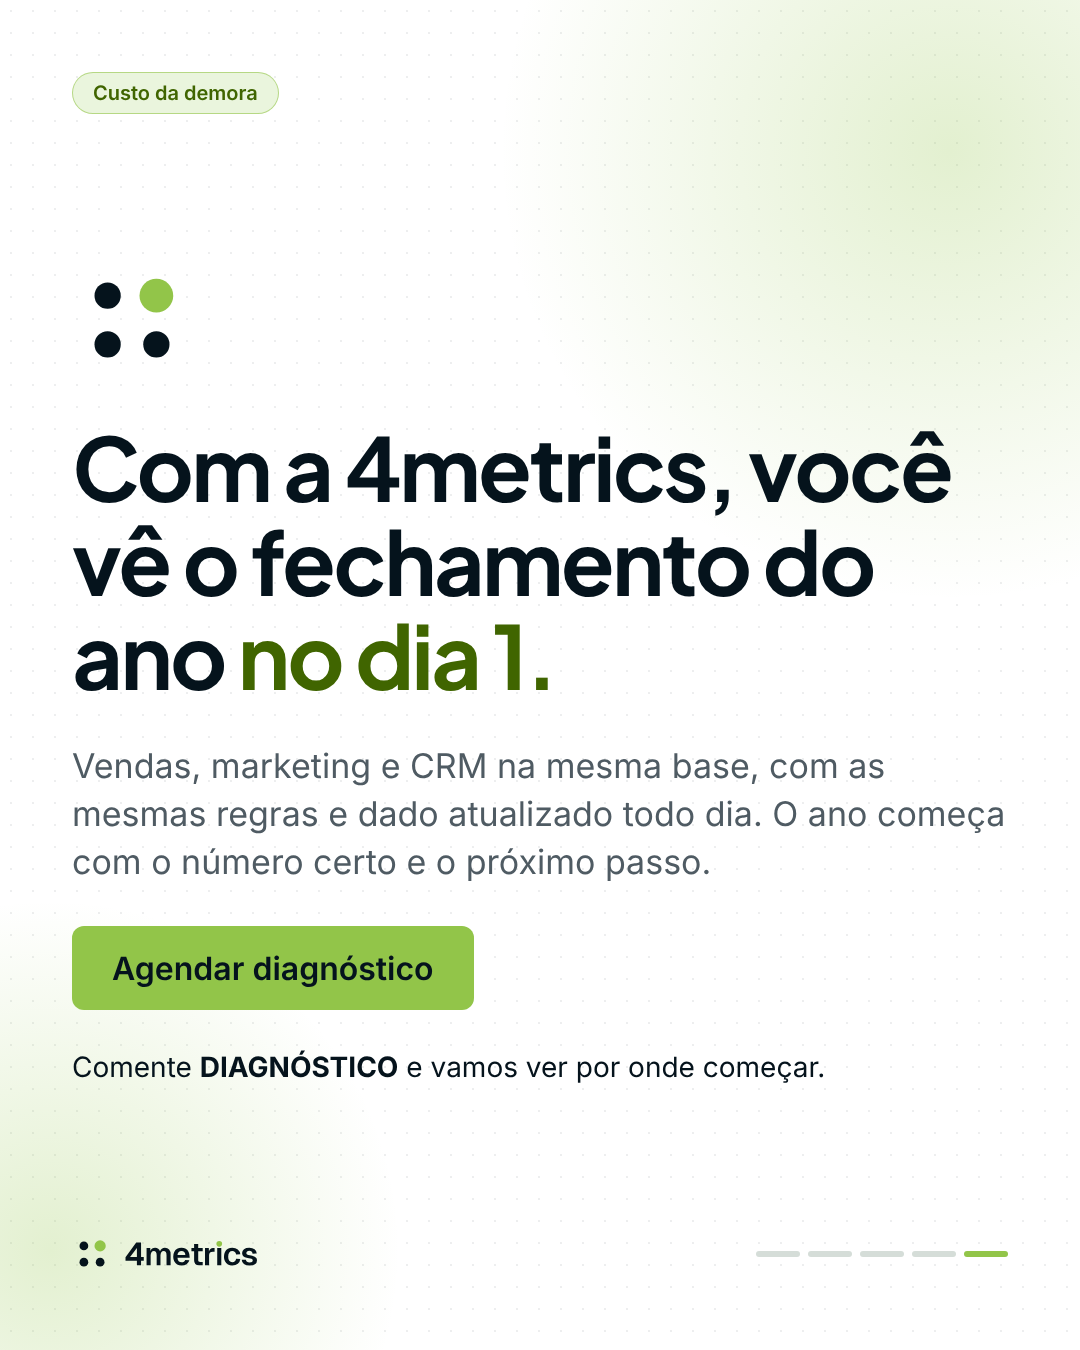 Custo da demora
Com a 4metrics, você
vê o fechamento do
ano no dia 1.
Vendas, marketing e CRM na mesma base, com as
mesmas regras e dado atualizado todo dia. O ano começa
com o número certo e o próximo passo.
Agendar diagnóstico
Comente DIAGNÓSTICO e vamos ver por onde começar.
4metrics